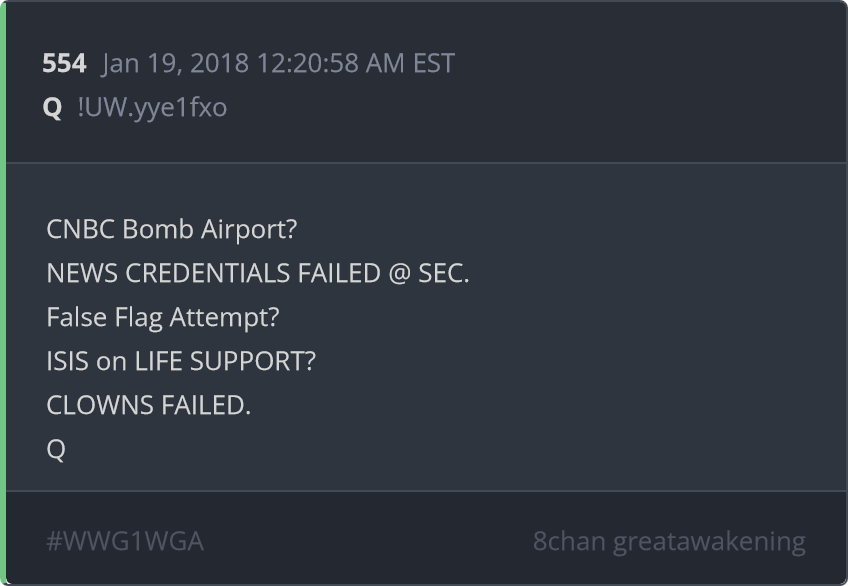 554 Jan 19, 2018 12:20:58 AM EST
Q !UW.yye1fxo
CNBC Bomb Airport?
NEWS CREDENTIALS FAILED @ SEC.
False Flag Attempt?
ISIS on LIFE SUPPORT?
CLOWNS FAILED.
Q
#WWG1WGA 8chan greatawakening